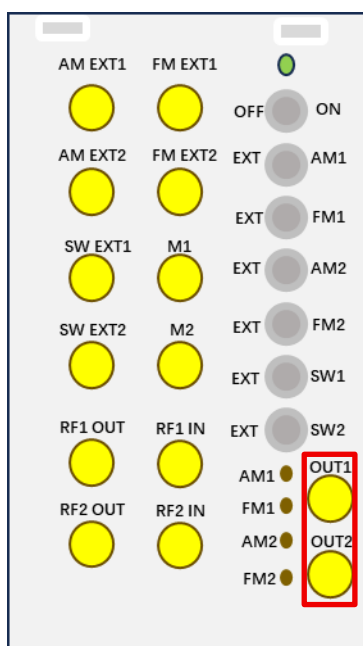 AM EXT1 FM EXT1
OFF ON
AM EXT2 FM EXT2 EXT AM1
EXT FM1
SW EXT1 M1
EXT AM2
SW EXT2 M2 EXT FM2
EXT SW1
RF1 OUT RF1 IN EXT SW2
AM1 OUT1
FM1
RF2 OUT RF2 IN
AM2 OUT2
FM2